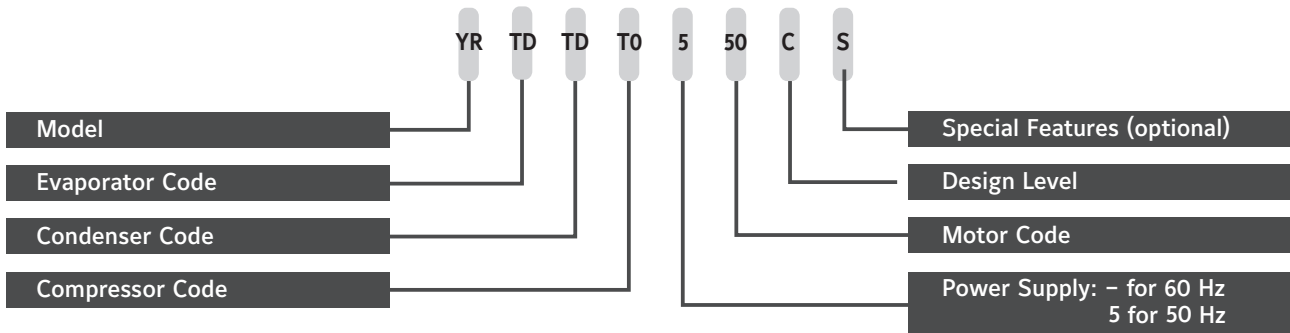 YR TD TD T0 5 50 C S
Model
Evaporator Code
Condenser Code
Compressor Code
Special Features (optional)
Design Level
Motor Code
Power Supply: – for 60 Hz
5 for 50 Hz